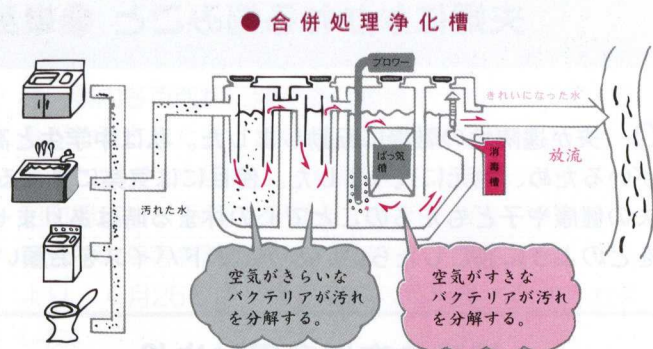 ●合併処理浄化槽
ブロワー
きれいになった水
ばっ気
槽
消
毒
槽
放流
汚れた水
空気がきらいな
バクテリアが汚れ
を分解する。
空気がすきな
バクテリアが汚れ
を分解する。